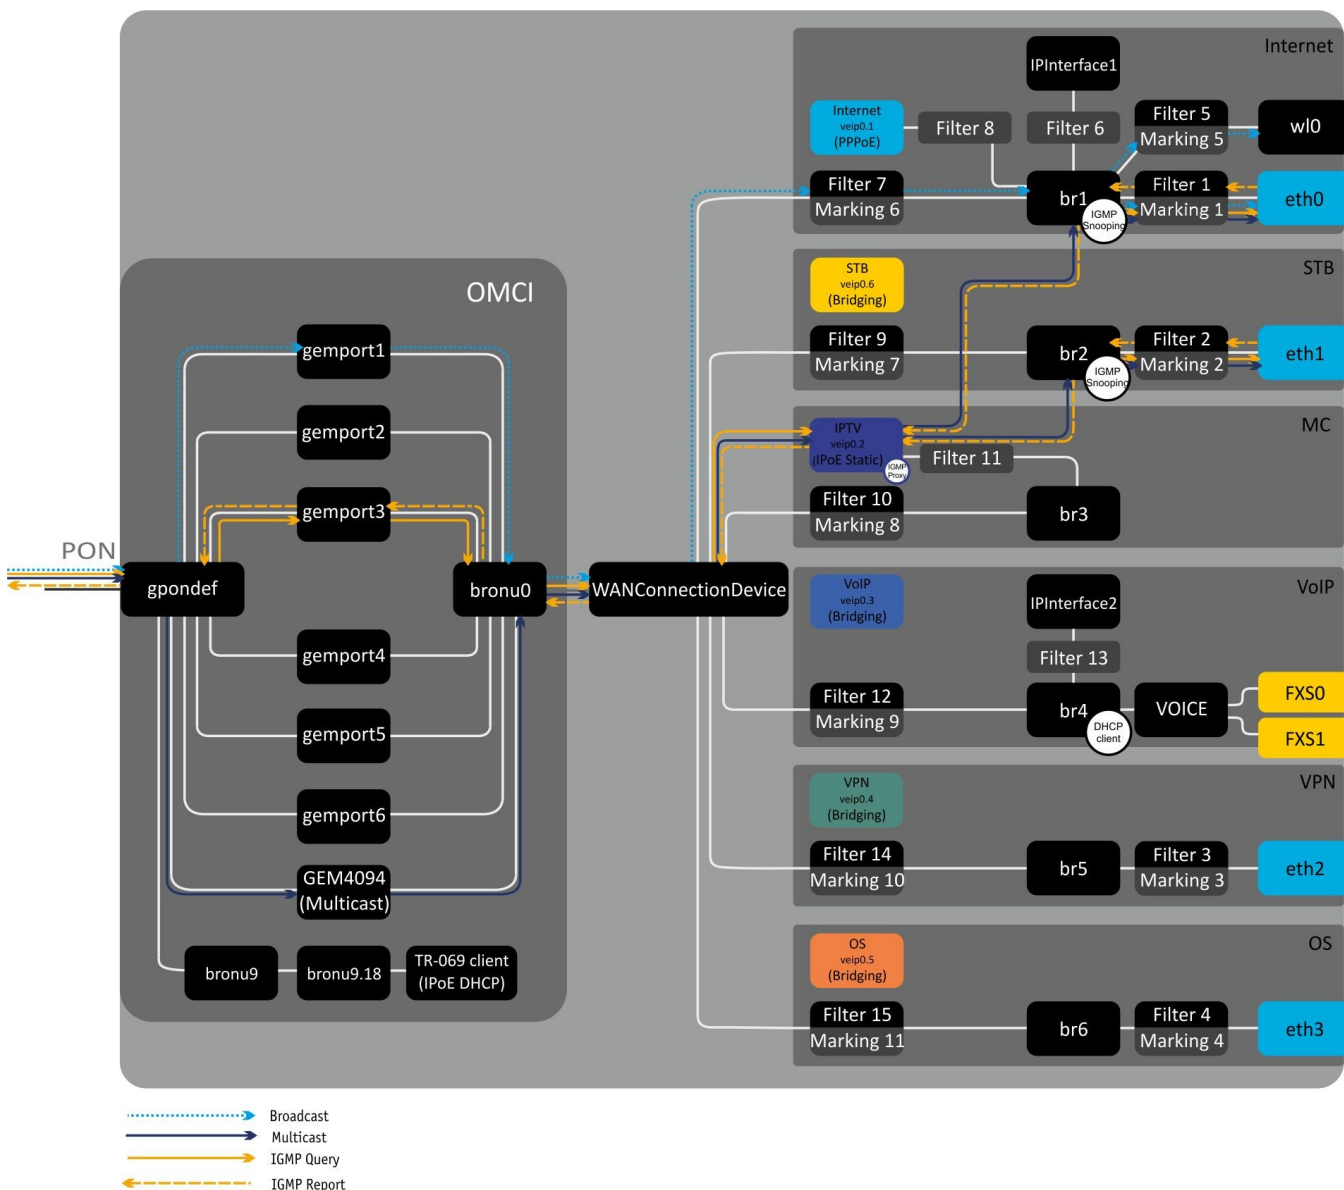 Internet
IPInterface1
Internet
veip0.1
(PPPoE)
Filter 8
Filter 6
Filter 5
Marking 5
wl0
Filter 7
Marking 6
br1
IGMP
Snooping
Filter 1
Marking 1
eth0
STB
STB
veip0.6
(Bridging)
Filter 9
Marking 7
br2
IGMP
Snooping
Filter 2
Marking 2
eth1
MC
IPTV
veip0.2
(IPoE Static)
IGMP
Proxy
Filter 11
Filter 10
Marking 8
br3
OMCI
gemport1
gemport2
gemport3
PON
gpondef
bronu0
WANConnectionDevice
gemport4
gemport5
gemport6
GEM4094
(Multicast)
bronu9
bronu9.18
TR-069 client
(IPoE DHCP)
VoIP
VoIP
veip0.3
(Bridging)
IPInterface2
Filter 13
Filter 12
Marking 9
br4
DHCP
client
VOICE
FXS0
FXS1
VPN
VPN
veip0.4
(Bridging)
Filter 14
Marking 10
br5
Filter 3
Marking 3
eth2
OS
OS
veip0.5
(Bridging)
Filter 15
Marking 11
br6
Filter 4
Marking 4
eth3
Broadcast
Multicast
IGMP Query
IGMP Report